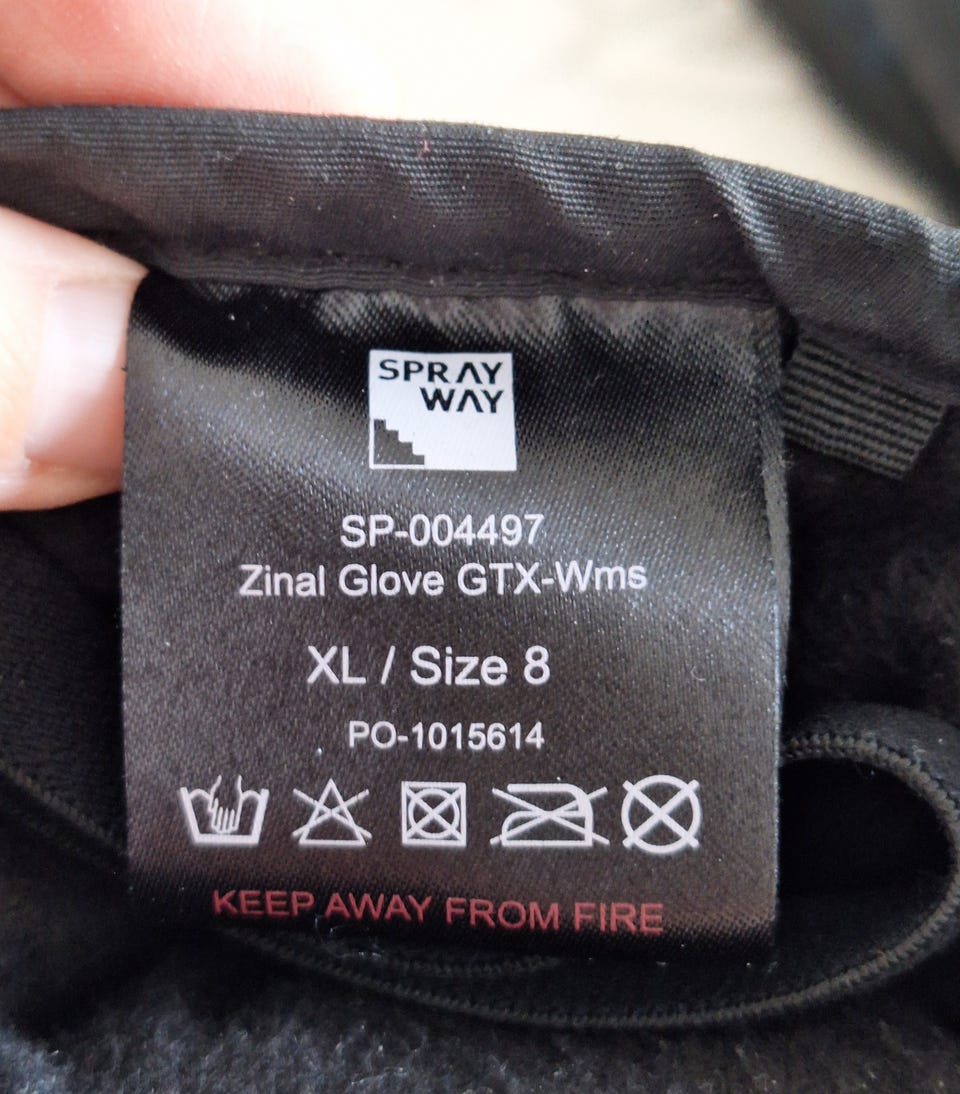 SPRAY
WAY
SP-004497
Zinal Glove GTX-Wms
XL / Size 8
PO-1015614
KEEP AWAY FROM FIRE